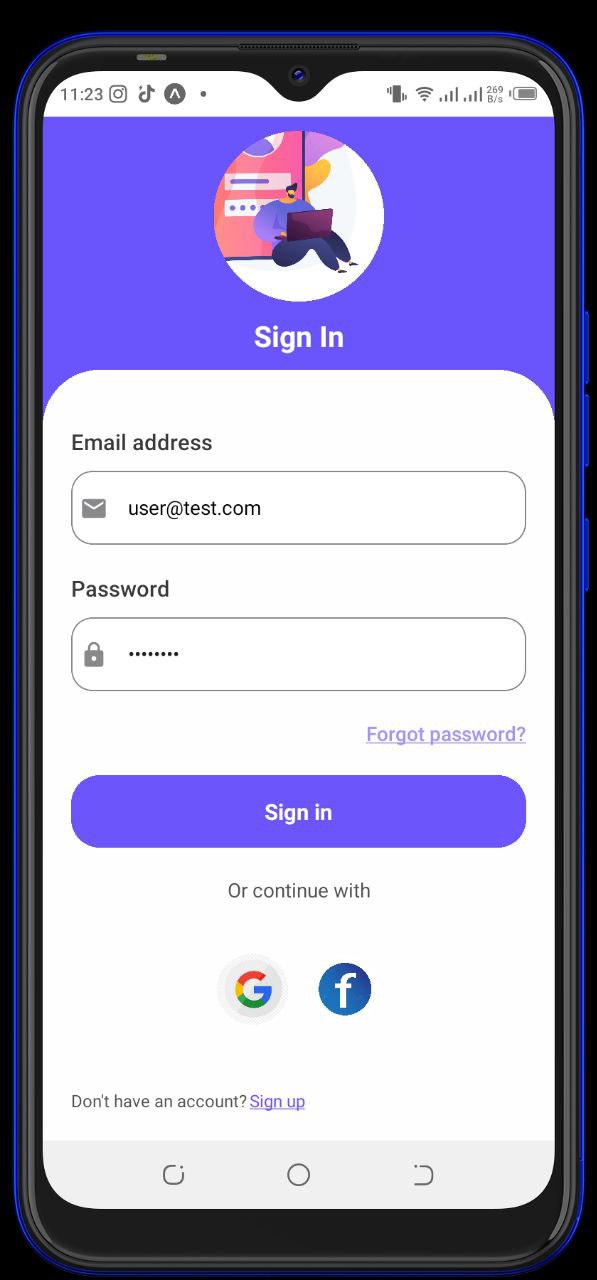 11:23
269
B/s
Sign In
Email address
user@test.com
Password
••••••••
Forgot password?
Sign in
Or continue with
G f
Don't have an account? Sign up